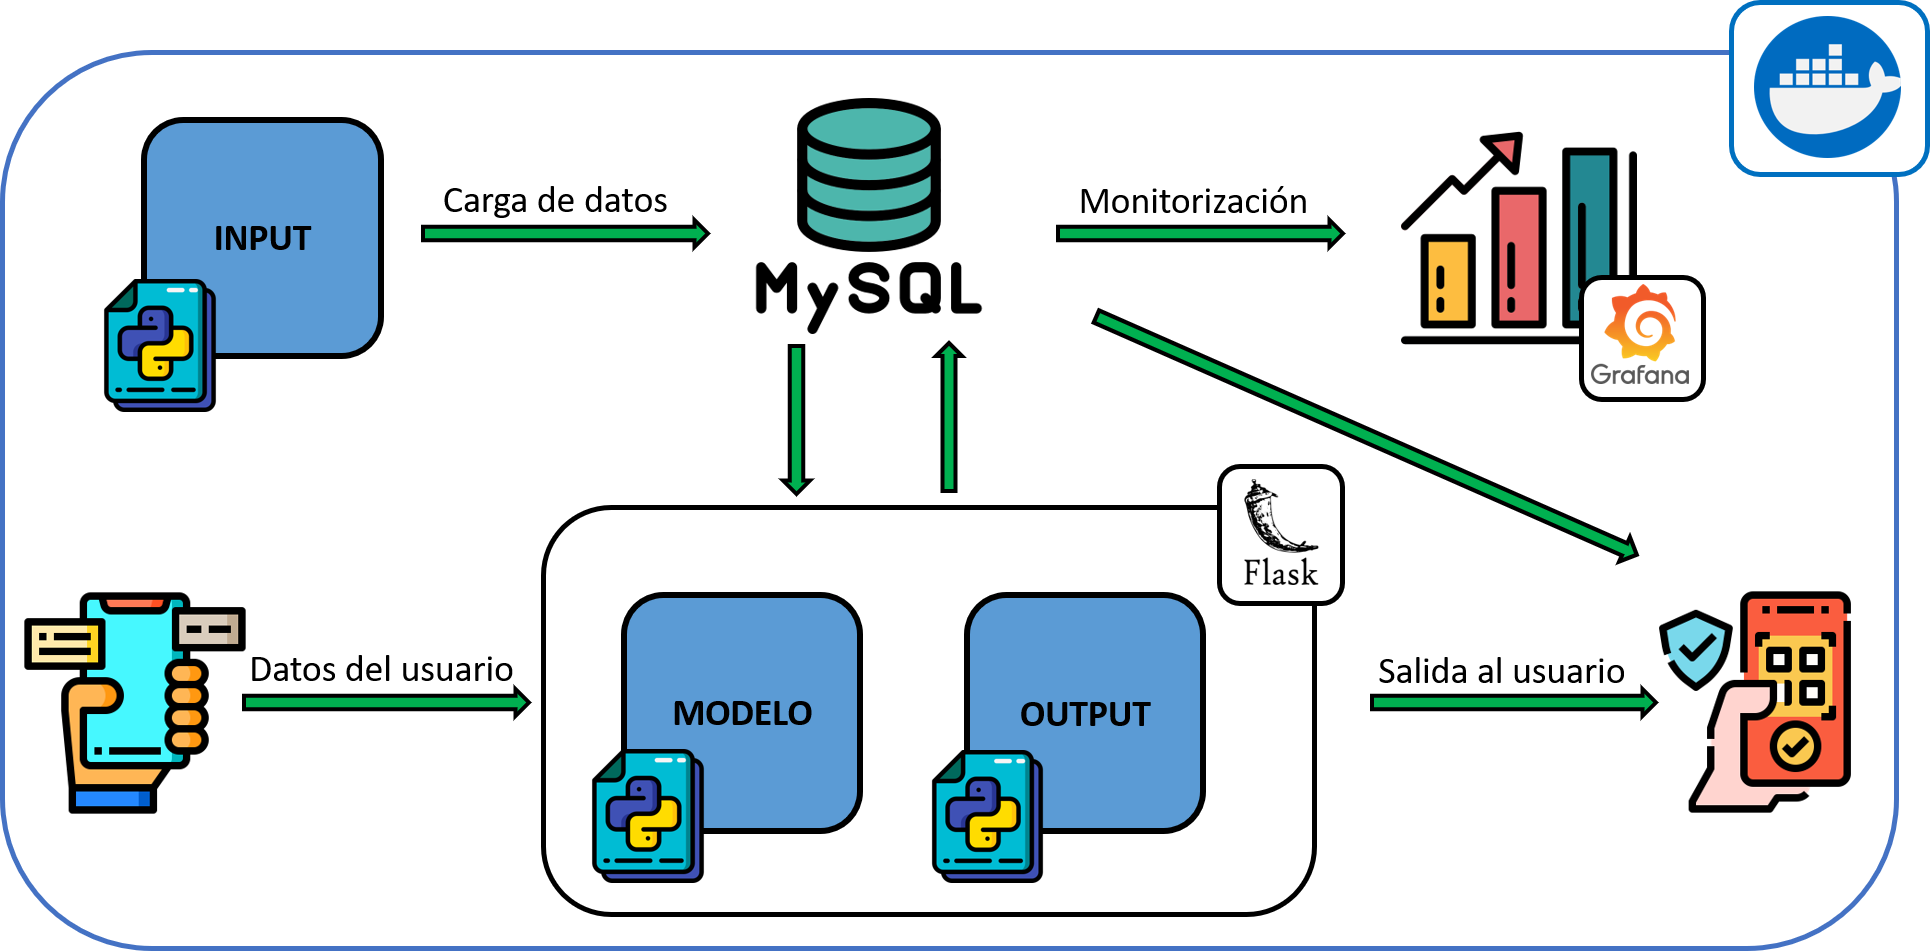 INPUT
Carga de datos
MySQL
Monitorización
Grafana
Flask
Datos del usuario
MODELO
OUTPUT
Salida al usuario